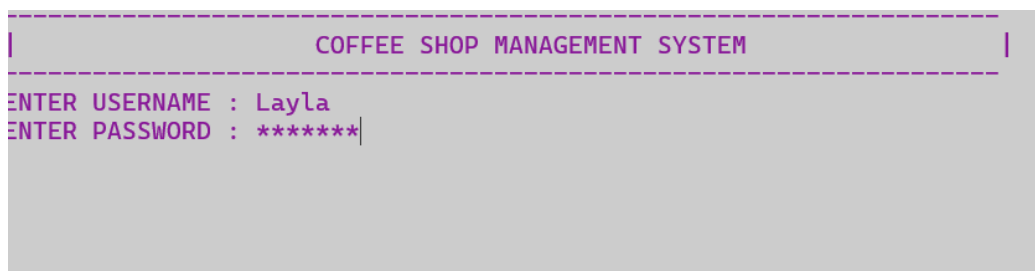 ----------------------------------------------------------------------
| COFFEE SHOP MANAGEMENT SYSTEM |
----------------------------------------------------------------------
ENTER USERNAME : Layla
ENTER PASSWORD : *******